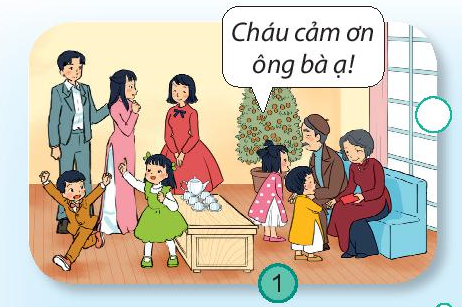 Cháu cảm ơn
ông bà ạ!
1